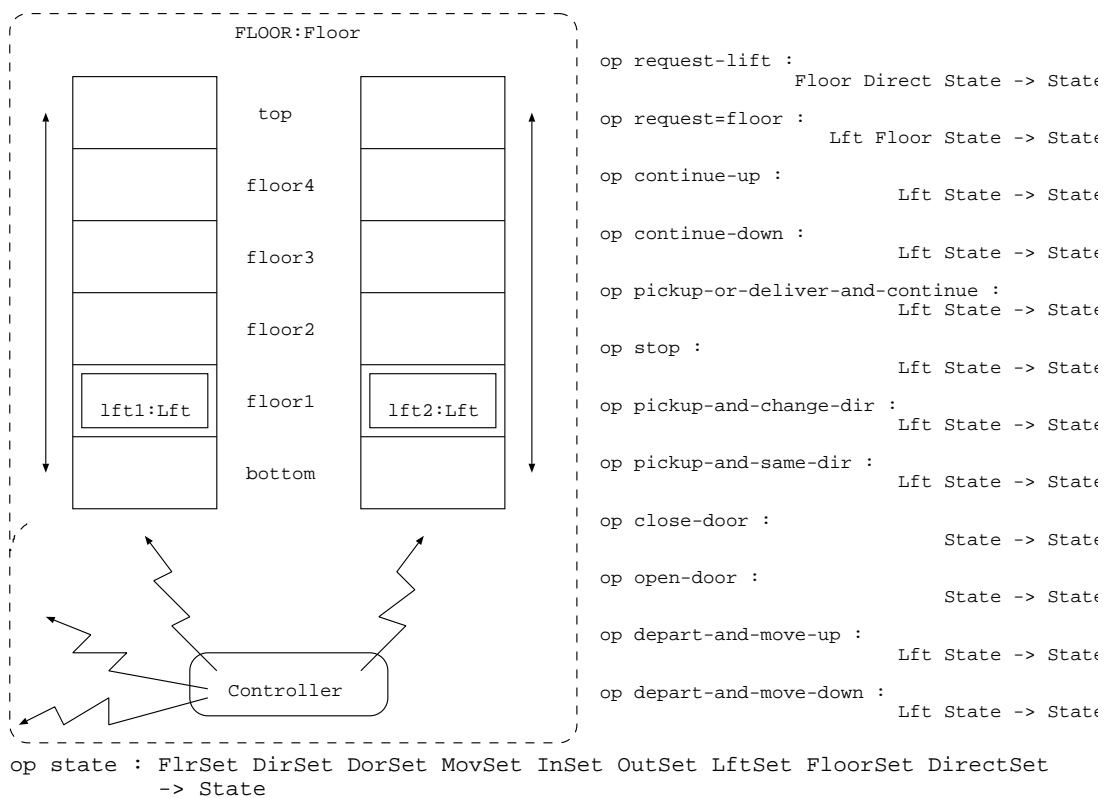 FLOOR:Floor
top
floor4
floor3
floor2
lft1:Lft floor1 lft2:Lft
bottom
Controller
op request-lift :
Floor Direct State -> State
op request=floor :
Lft Floor State -> State
op continue-up :
Lft State -> State
op continue-down :
Lft State -> State
op pickup-or-deliver-and-continue :
Lft State -> State
op stop :
Lft State -> State
op pickup-and-change-dir :
Lft State -> State
op pickup-and-same-dir :
Lft State -> State
op close-door :
State -> State
op open-door :
State -> State
op depart-and-move-up :
Lft State -> State
op depart-and-move-down :
Lft State -> State
op state : FlrSet DirSet DorSet MovSet InSet OutSet LftSet FloorSet DirectSet
-> State